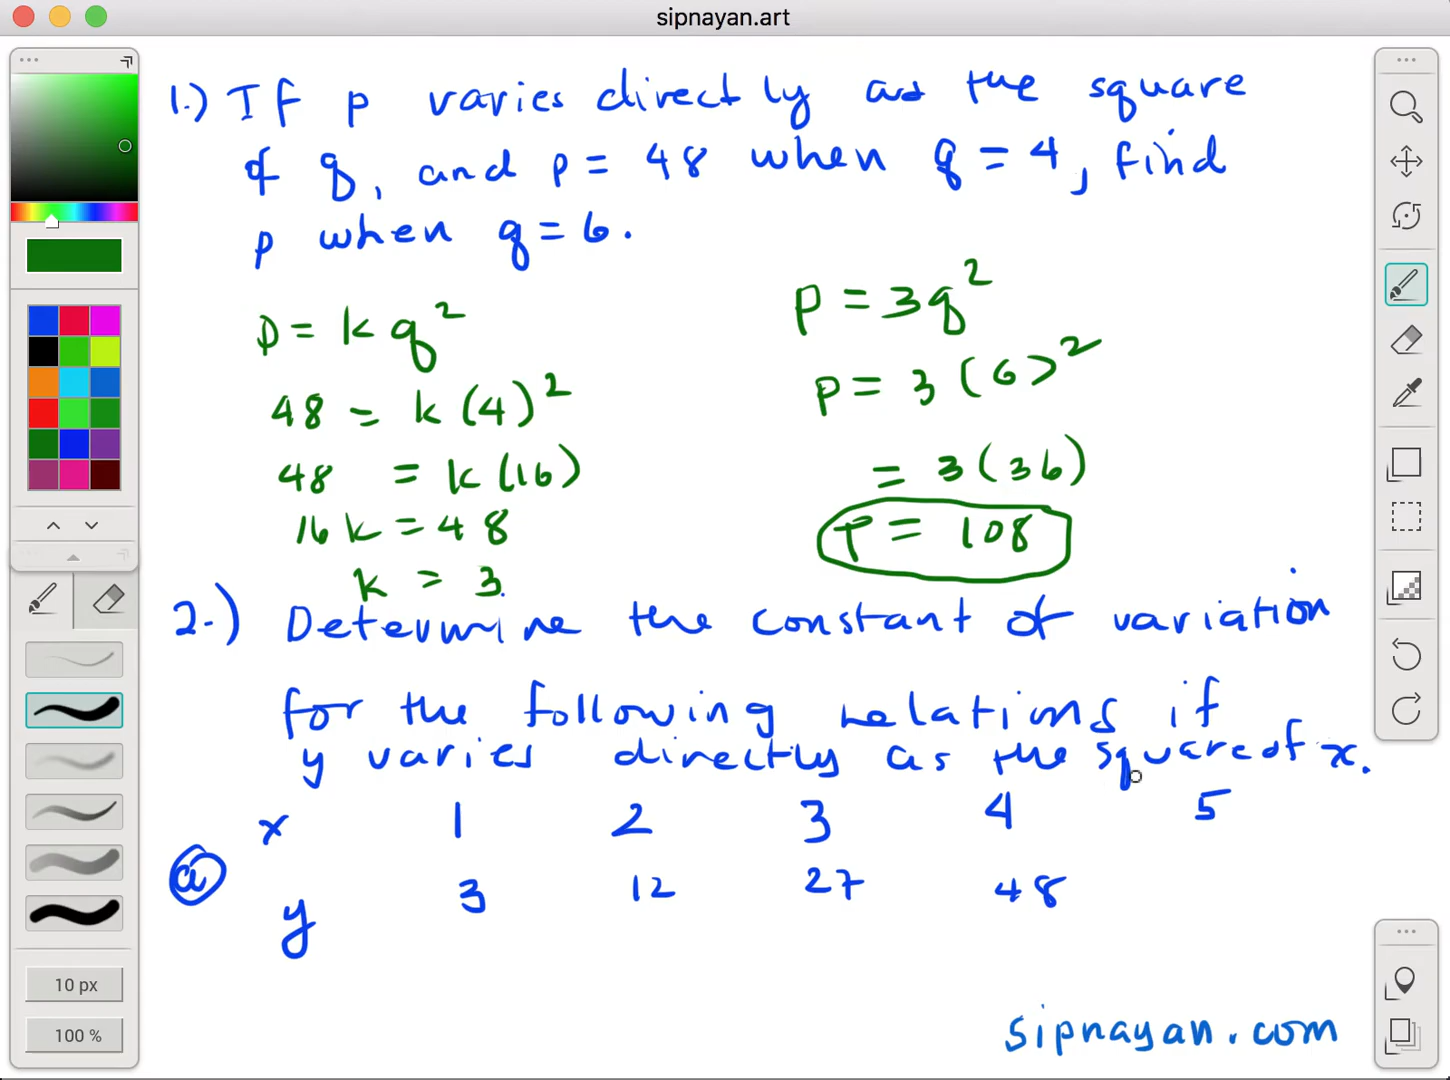 sipnayan.art
1.) If p varies directly as the square
of q, and p = 48 when q = 4, find
p when q = 6.
p = kq²
48 = k(4)²
48 = k(16)
16k = 48
k = 3
p = 3q²
p = 3(6)²
= 3(36)
p = 108
2.) Determine the constant of variation
for the following relations if
y varies directly as the square of x.
x 1 2 3 4 5
a
y 3 12 27 48
sipnayan.com
10 px
100 %